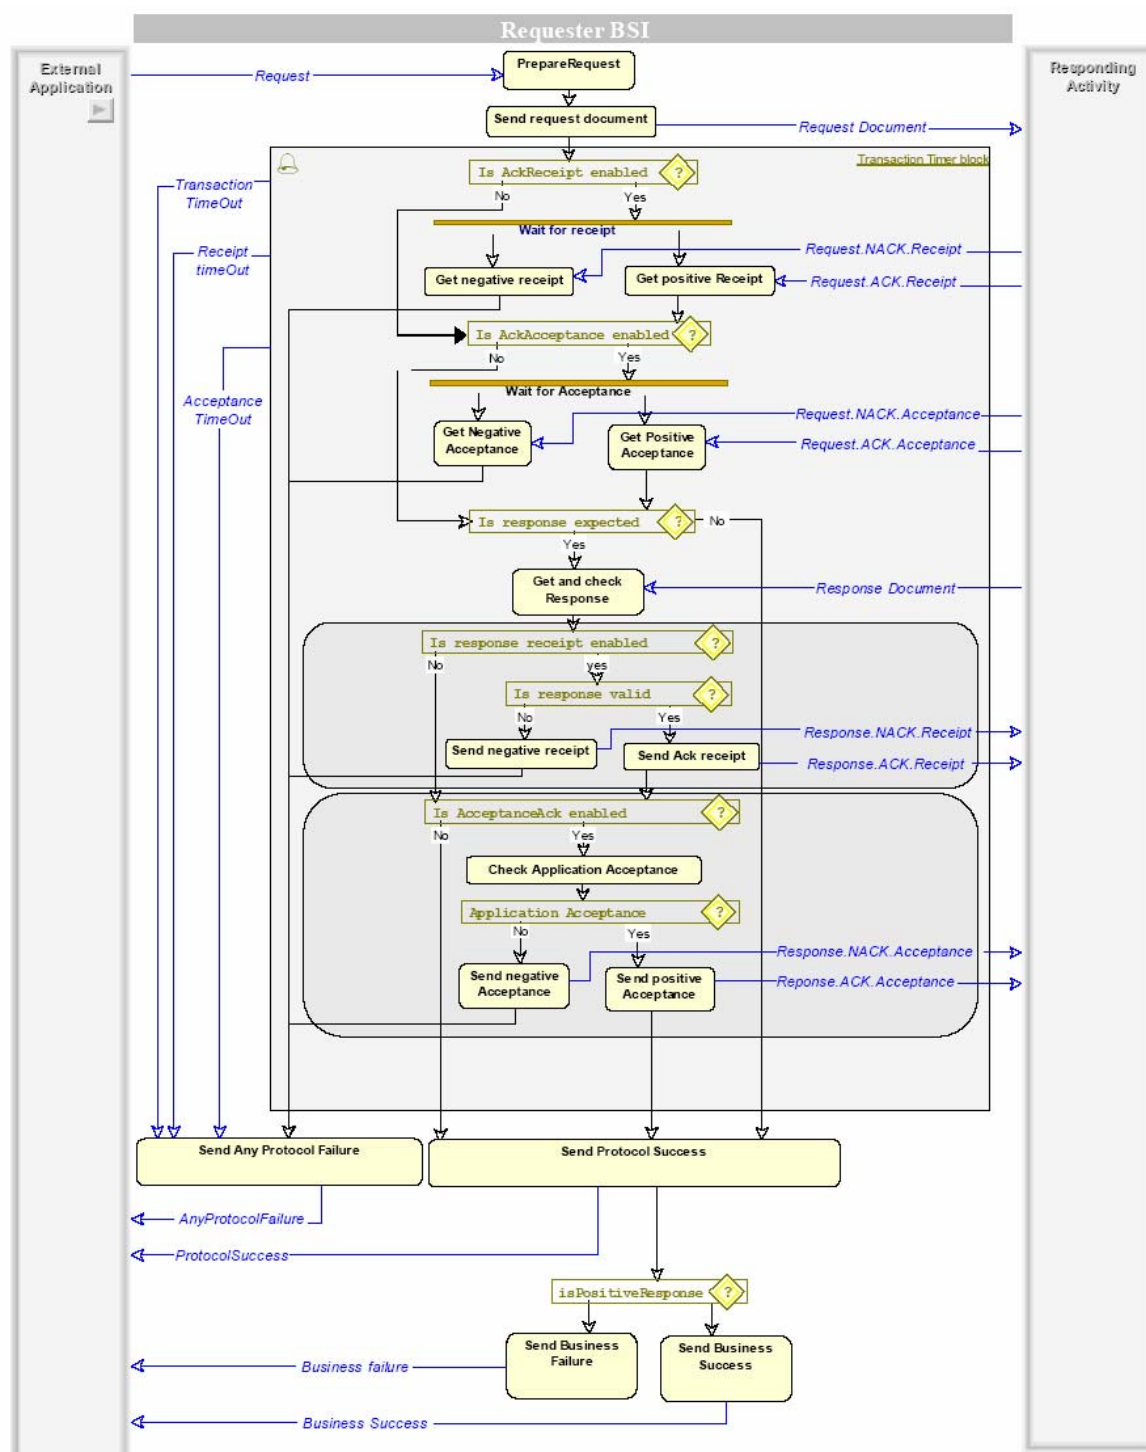 Requester BSI
External
Application
Responding
Activity
PrepareRequest
Request
Send request document
Request Document
Transaction Timer block
Is AckReceipt enabled
?
Transaction
TimeOut
No
Yes
Wait for receipt
Receipt
timeOut
Request.NACK.Receipt
Get negative receipt
Get positive Receipt
Request.ACK.Receipt
Is AckAcceptance enabled
?
No
Yes
Wait for Acceptance
Acceptance
TimeOut
Request.NACK.Acceptance
Get Negative
Acceptance
Get Positive
Acceptance
Request.ACK.Acceptance
Is response expected
?
No
Yes
Get and check
Response
Response Document
Is response receipt enabled
?
No
yes
Is response valid
?
No
Yes
Response.NACK.Receipt
Send negative receipt
Send Ack receipt
Response.ACK.Receipt
Is AcceptanceAck enabled
?
No
Yes
Check Application Acceptance
Application Acceptance
?
No
Yes
Response.NACK.Acceptance
Send negative
Acceptance
Send positive
Acceptance
Reponse.ACK.Acceptance
Send Any Protocol Failure
Send Protocol Success
AnyProtocolFailure
ProtocolSuccess
isPositiveResponse
?
Send Business
Failure
Send Business
Success
Business failure
Business Success